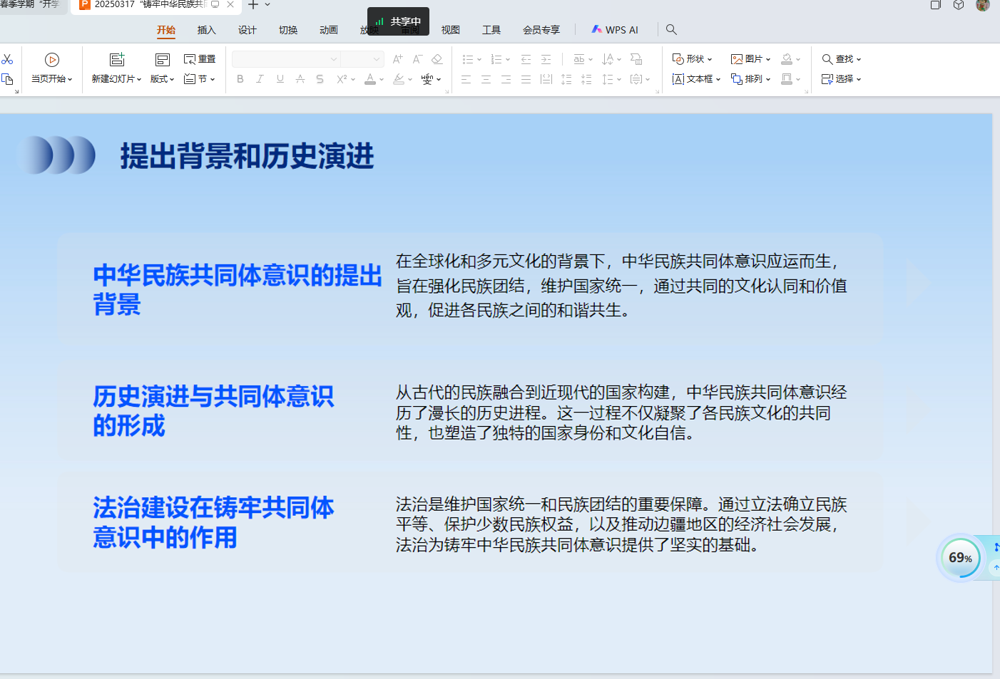 春季学期 “开学
20250317 “铸牢中华民族共同
共享中
开始 插入 设计 切换 动画 放映 审阅 视图 工具 会员专享 WPS AI
重置
形状 图片 查找
当页开始 新建幻灯片 版式 节
文本框 排列 选择
提出背景和历史演进
中华民族共同体意识的提出
背景
在全球化和多元文化的背景下，中华民族共同体意识应运而生，
旨在强化民族团结，维护国家统一，通过共同的文化认同和价值
观，促进各民族之间的和谐共生。
历史演进与共同体意识
的形成
从古代的民族融合到近现代的国家构建，中华民族共同体意识经
历了漫长的历史进程。这一过程不仅凝聚了各民族文化的共同
性，也塑造了独特的国家身份和文化自信。
法治建设在铸牢共同体
意识中的作用
法治是维护国家统一和民族团结的重要保障。通过立法确立民族
平等、保护少数民族权益，以及推动边疆地区的经济社会发展，
法治为铸牢中华民族共同体意识提供了坚实的基础。
69%